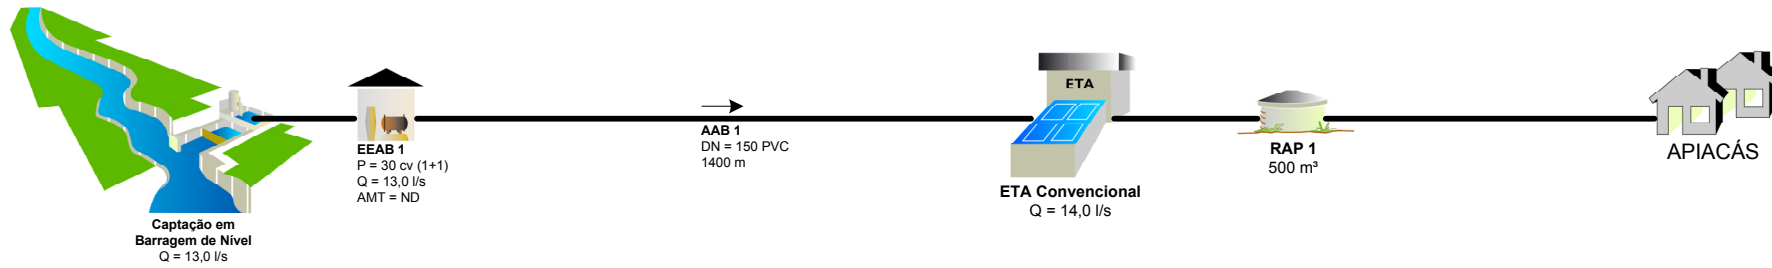 Captação em
Barragem de Nível
Q = 13,0 l/s
EEAB 1
P = 30 cv (1+1)
Q = 13,0 l/s
AMT = ND
AAB 1
DN = 150 PVC
1400 m
ETA
ETA Convencional
Q = 14,0 l/s
RAP 1
500 m³
APIACÁS